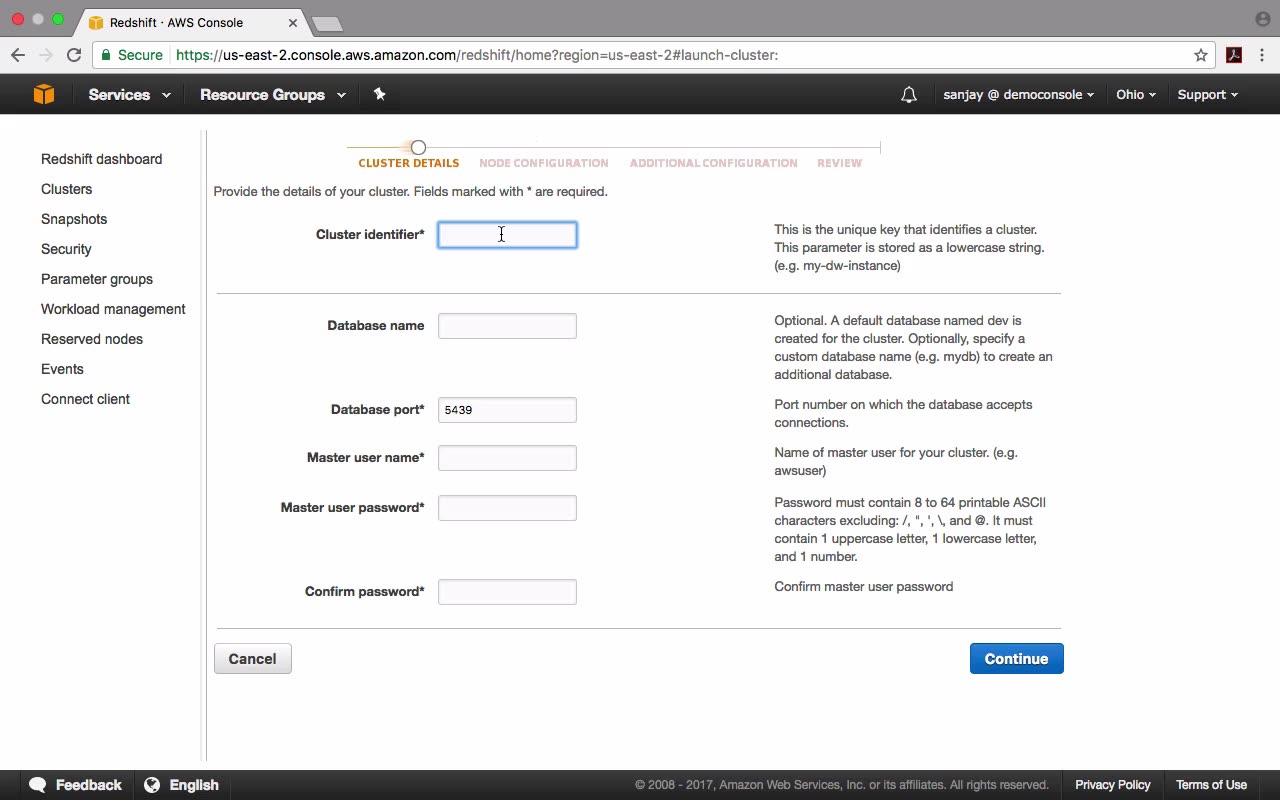 Redshift · AWS Console
Secure https://us-east-2.console.aws.amazon.com/redshift/home?region=us-east-2#launch-cluster:
Services Resource Groups sanjay @ democonsole Ohio Support
Redshift dashboard
Clusters
Snapshots
Security
Parameter groups
Workload management
Reserved nodes
Events
Connect client
CLUSTER DETAILS NODE CONFIGURATION ADDITIONAL CONFIGURATION REVIEW
Provide the details of your cluster. Fields marked with * are required.
Cluster identifier*
This is the unique key that identifies a cluster.
This parameter is stored as a lowercase string.
(e.g. my-dw-instance)
Database name
Optional. A default database named dev is
created for the cluster. Optionally, specify a
custom database name (e.g. mydb) to create an
additional database.
Database port* 5439
Port number on which the database accepts
connections.
Master user name*
Name of master user for your cluster. (e.g.
awsuser)
Master user password*
Password must contain 8 to 64 printable ASCII
characters excluding: /, ", ', \, and @. It must
contain 1 uppercase letter, 1 lowercase letter,
and 1 number.
Confirm password*
Confirm master user password
Cancel Continue
Feedback English © 2008 - 2017, Amazon Web Services, Inc. or its affiliates. All rights reserved. Privacy Policy Terms of Use